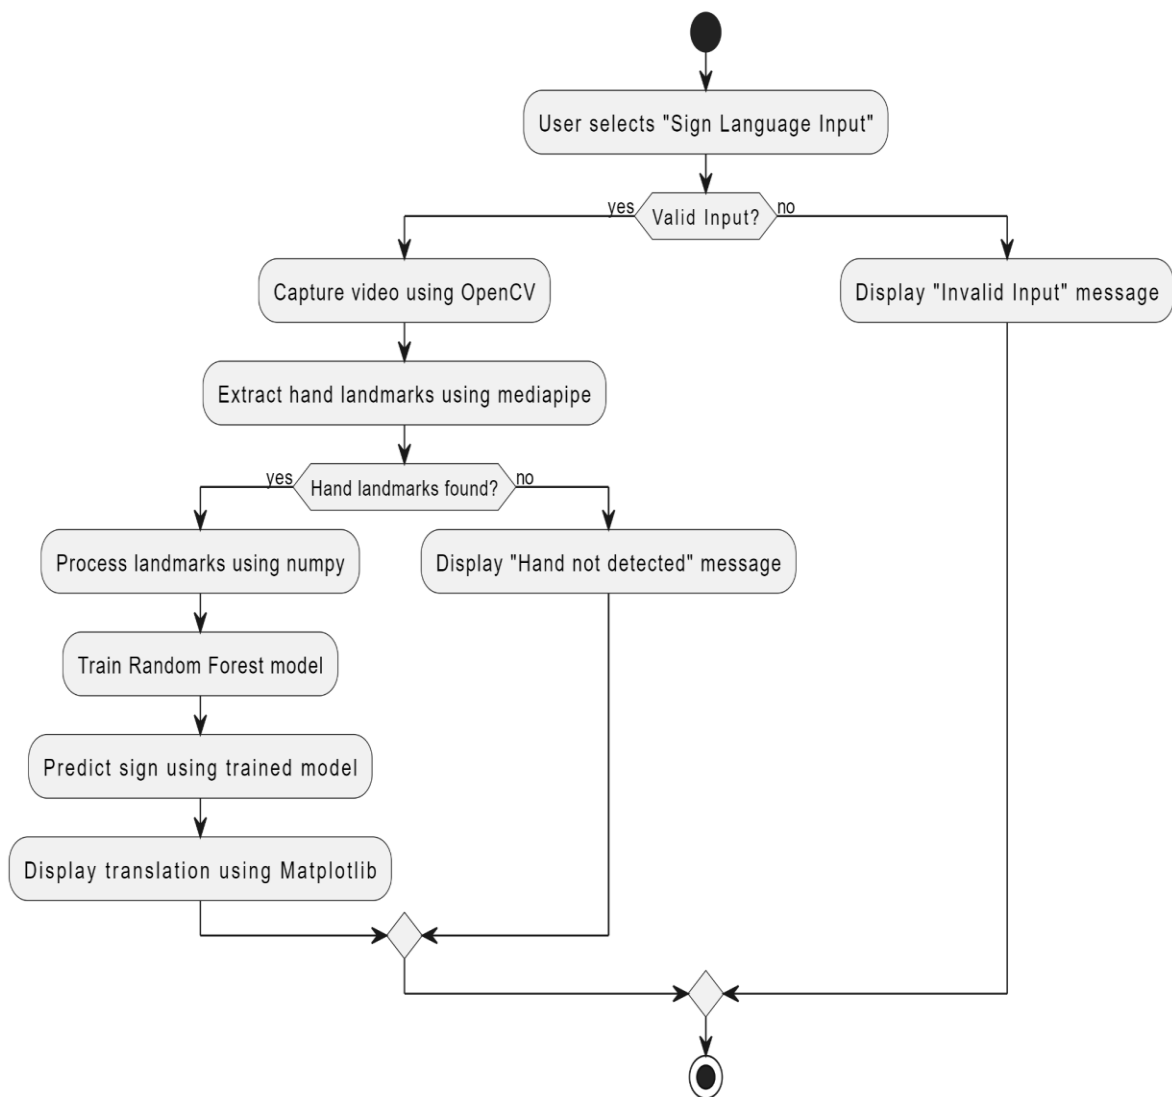 User selects "Sign Language Input"
yes
Valid Input?
no
Capture video using OpenCV
Display "Invalid Input" message
Extract hand landmarks using mediapipe
yes
Hand landmarks found?
no
Process landmarks using numpy
Display "Hand not detected" message
Train Random Forest model
Predict sign using trained model
Display translation using Matplotlib